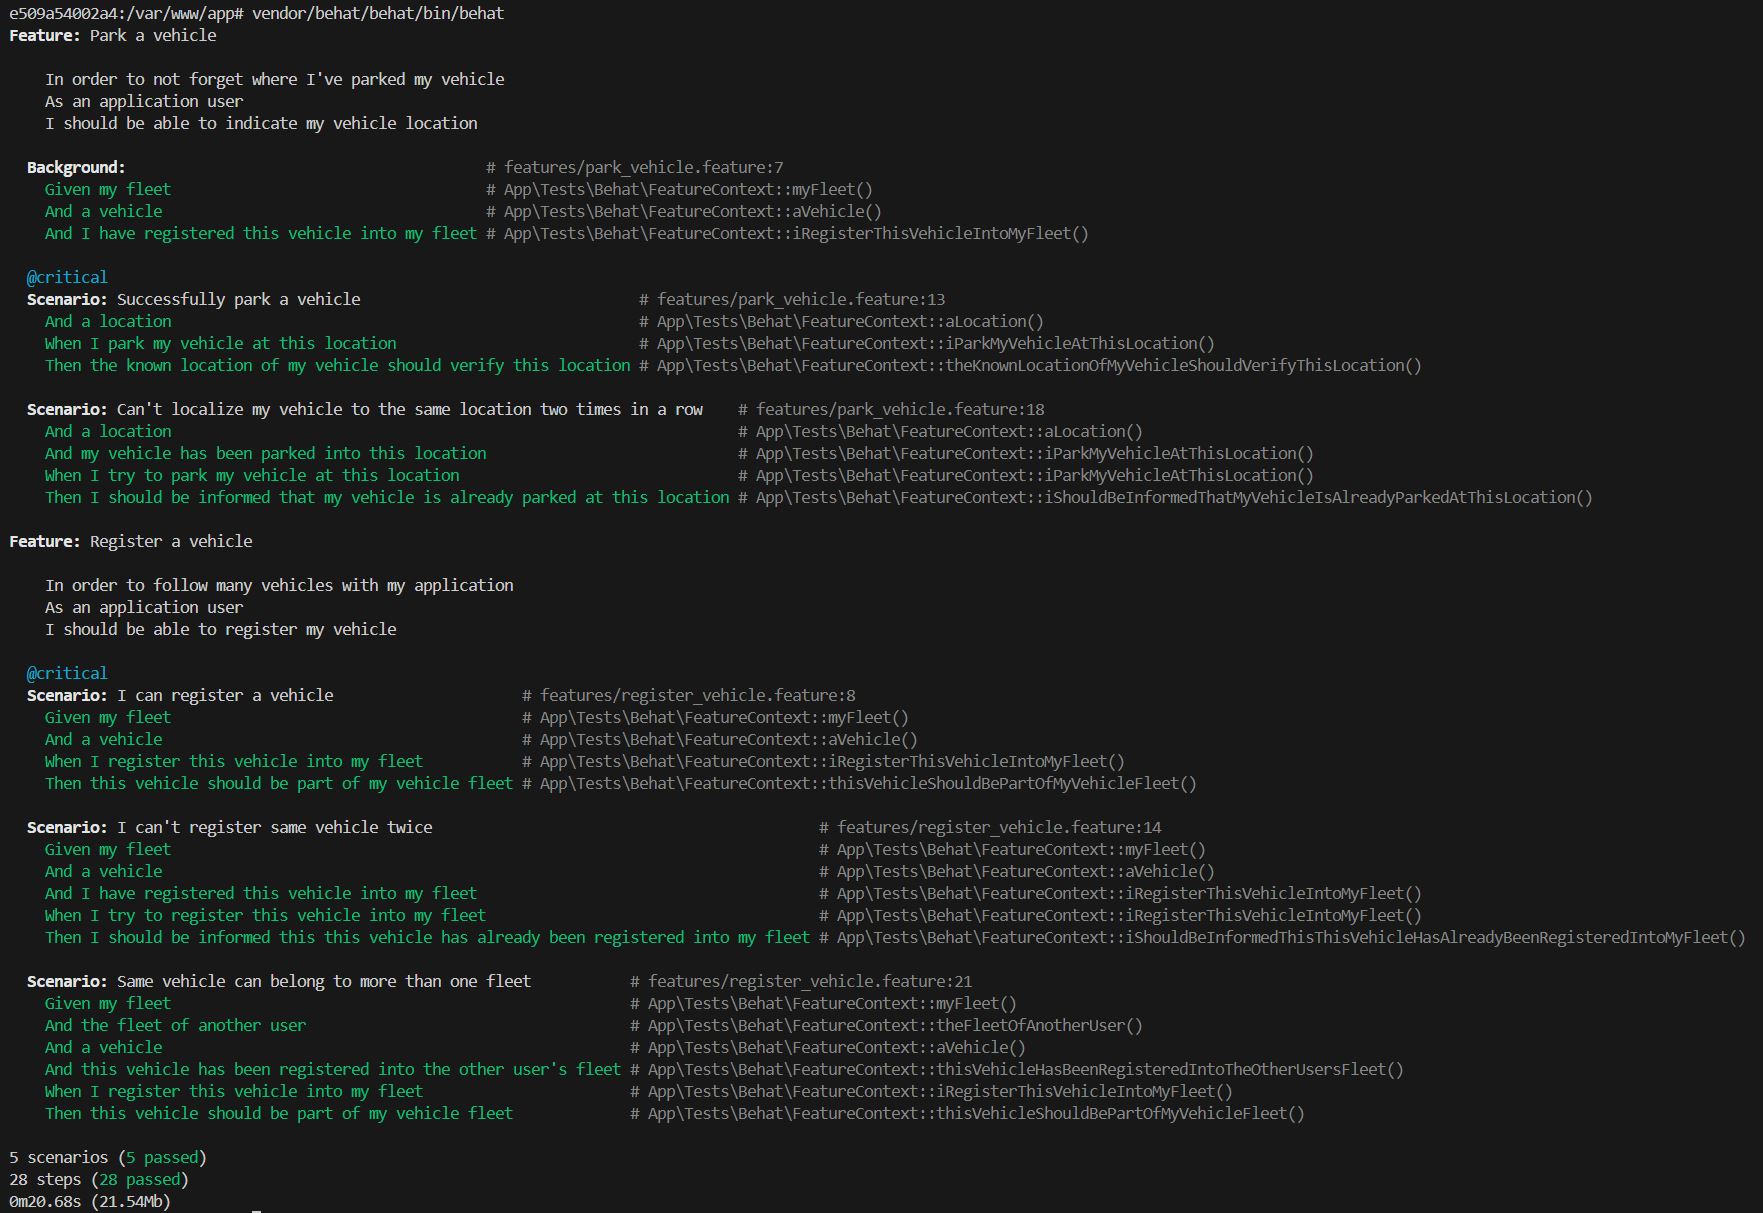 e509a54002a4:/var/www/app# vendor/behat/behat/bin/behat
Feature: Park a vehicle
In order to not forget where I've parked my vehicle
As an application user
I should be able to indicate my vehicle location
Background: # features/park_vehicle.feature:7
Given my fleet # App\Tests\Behat\FeatureContext::myFleet()
And a vehicle # App\Tests\Behat\FeatureContext::aVehicle()
And I have registered this vehicle into my fleet # App\Tests\Behat\FeatureContext::iRegisterThisVehicleIntoMyFleet()
@critical
Scenario: Successfully park a vehicle # features/park_vehicle.feature:13
And a location # App\Tests\Behat\FeatureContext::aLocation()
When I park my vehicle at this location # App\Tests\Behat\FeatureContext::iParkMyVehicleAtThisLocation()
Then the known location of my vehicle should verify this location # App\Tests\Behat\FeatureContext::theKnownLocationOfMyVehicleShouldVerifyThisLocation()
Scenario: Can't localize my vehicle to the same location two times in a row # features/park_vehicle.feature:18
And a location # App\Tests\Behat\FeatureContext::aLocation()
And my vehicle has been parked into this location # App\Tests\Behat\FeatureContext::iParkMyVehicleAtThisLocation()
When I try to park my vehicle at this location # App\Tests\Behat\FeatureContext::iParkMyVehicleAtThisLocation()
Then I should be informed that my vehicle is already parked at this location # App\Tests\Behat\FeatureContext::iShouldBeInformedThatMyVehicleIsAlreadyParkedAtThisLocation()
Feature: Register a vehicle
In order to follow many vehicles with my application
As an application user
I should be able to register my vehicle
@critical
Scenario: I can register a vehicle # features/register_vehicle.feature:8
Given my fleet # App\Tests\Behat\FeatureContext::myFleet()
And a vehicle # App\Tests\Behat\FeatureContext::aVehicle()
When I register this vehicle into my fleet # App\Tests\Behat\FeatureContext::iRegisterThisVehicleIntoMyFleet()
Then this vehicle should be part of my vehicle fleet # App\Tests\Behat\FeatureContext::thisVehicleShouldBePartOfMyVehicleFleet()
Scenario: I can't register same vehicle twice # features/register_vehicle.feature:14
Given my fleet # App\Tests\Behat\FeatureContext::myFleet()
And a vehicle # App\Tests\Behat\FeatureContext::aVehicle()
And I have registered this vehicle into my fleet # App\Tests\Behat\FeatureContext::iRegisterThisVehicleIntoMyFleet()
When I try to register this vehicle into my fleet # App\Tests\Behat\FeatureContext::iRegisterThisVehicleIntoMyFleet()
Then I should be informed this this vehicle has already been registered into my fleet # App\Tests\Behat\FeatureContext::iShouldBeInformedThisThisVehicleHasAlreadyBeenRegisteredIntoMyFleet()
Scenario: Same vehicle can belong to more than one fleet # features/register_vehicle.feature:21
Given my fleet # App\Tests\Behat\FeatureContext::myFleet()
And the fleet of another user # App\Tests\Behat\FeatureContext::theFleetOfAnotherUser()
And a vehicle # App\Tests\Behat\FeatureContext::aVehicle()
And this vehicle has been registered into the other user's fleet # App\Tests\Behat\FeatureContext::thisVehicleHasBeenRegisteredIntoTheOtherUsersFleet()
When I register this vehicle into my fleet # App\Tests\Behat\FeatureContext::iRegisterThisVehicleIntoMyFleet()
Then this vehicle should be part of my vehicle fleet # App\Tests\Behat\FeatureContext::thisVehicleShouldBePartOfMyVehicleFleet()
5 scenarios (5 passed)
28 steps (28 passed)
0m20.68s (21.54Mb)